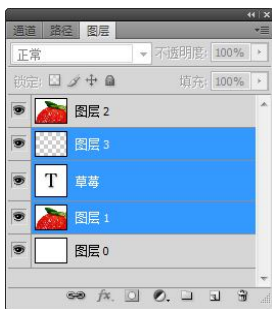 通道 路径 图层
正常 不透明度: 100%
锁定: 填充: 100%
图层 2
图层 3
T 草莓
图层 1
图层 0
fx.